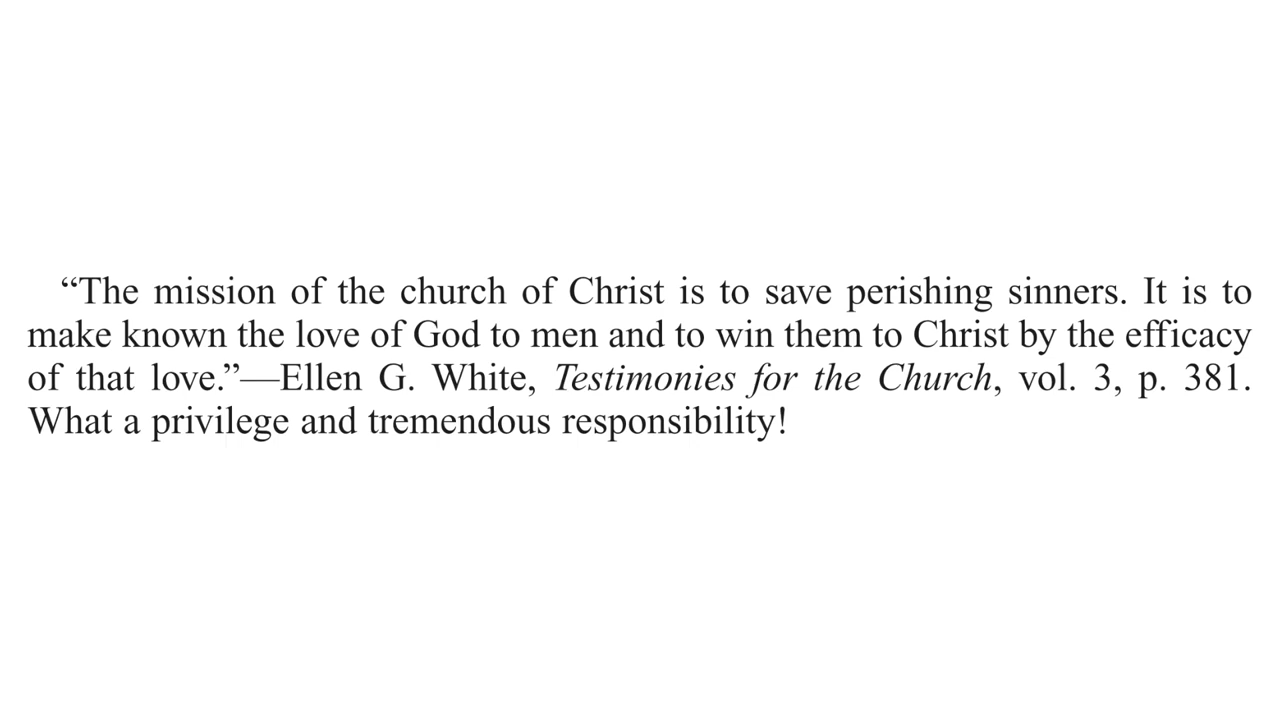 “The mission of the church of Christ is to save perishing sinners. It is to
make known the love of God to men and to win them to Christ by the efficacy
of that love.”—Ellen G. White, Testimonies for the Church, vol. 3, p. 381.
What a privilege and tremendous responsibility!